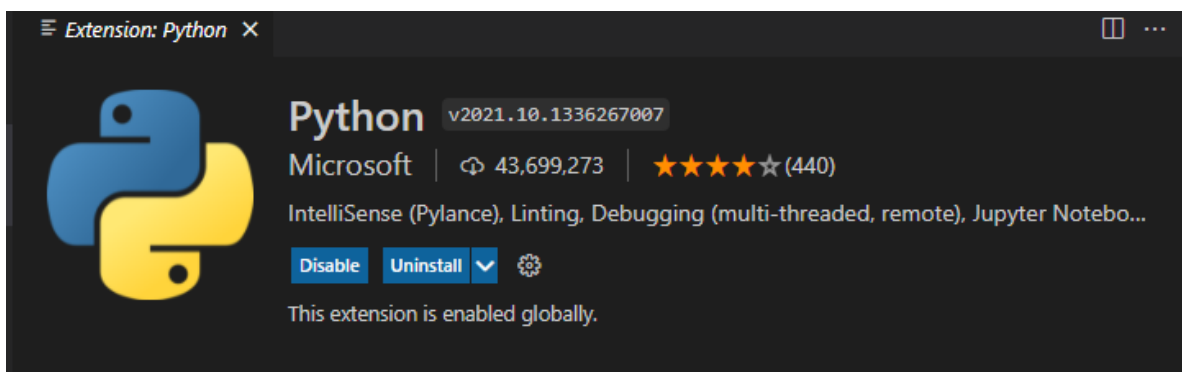 Extension: Python
Python v2021.10.1336267007
Microsoft 43,699,273 (440)
IntelliSense (Pylance), Linting, Debugging (multi-threaded, remote), Jupyter Notebo...
Disable Uninstall
This extension is enabled globally.